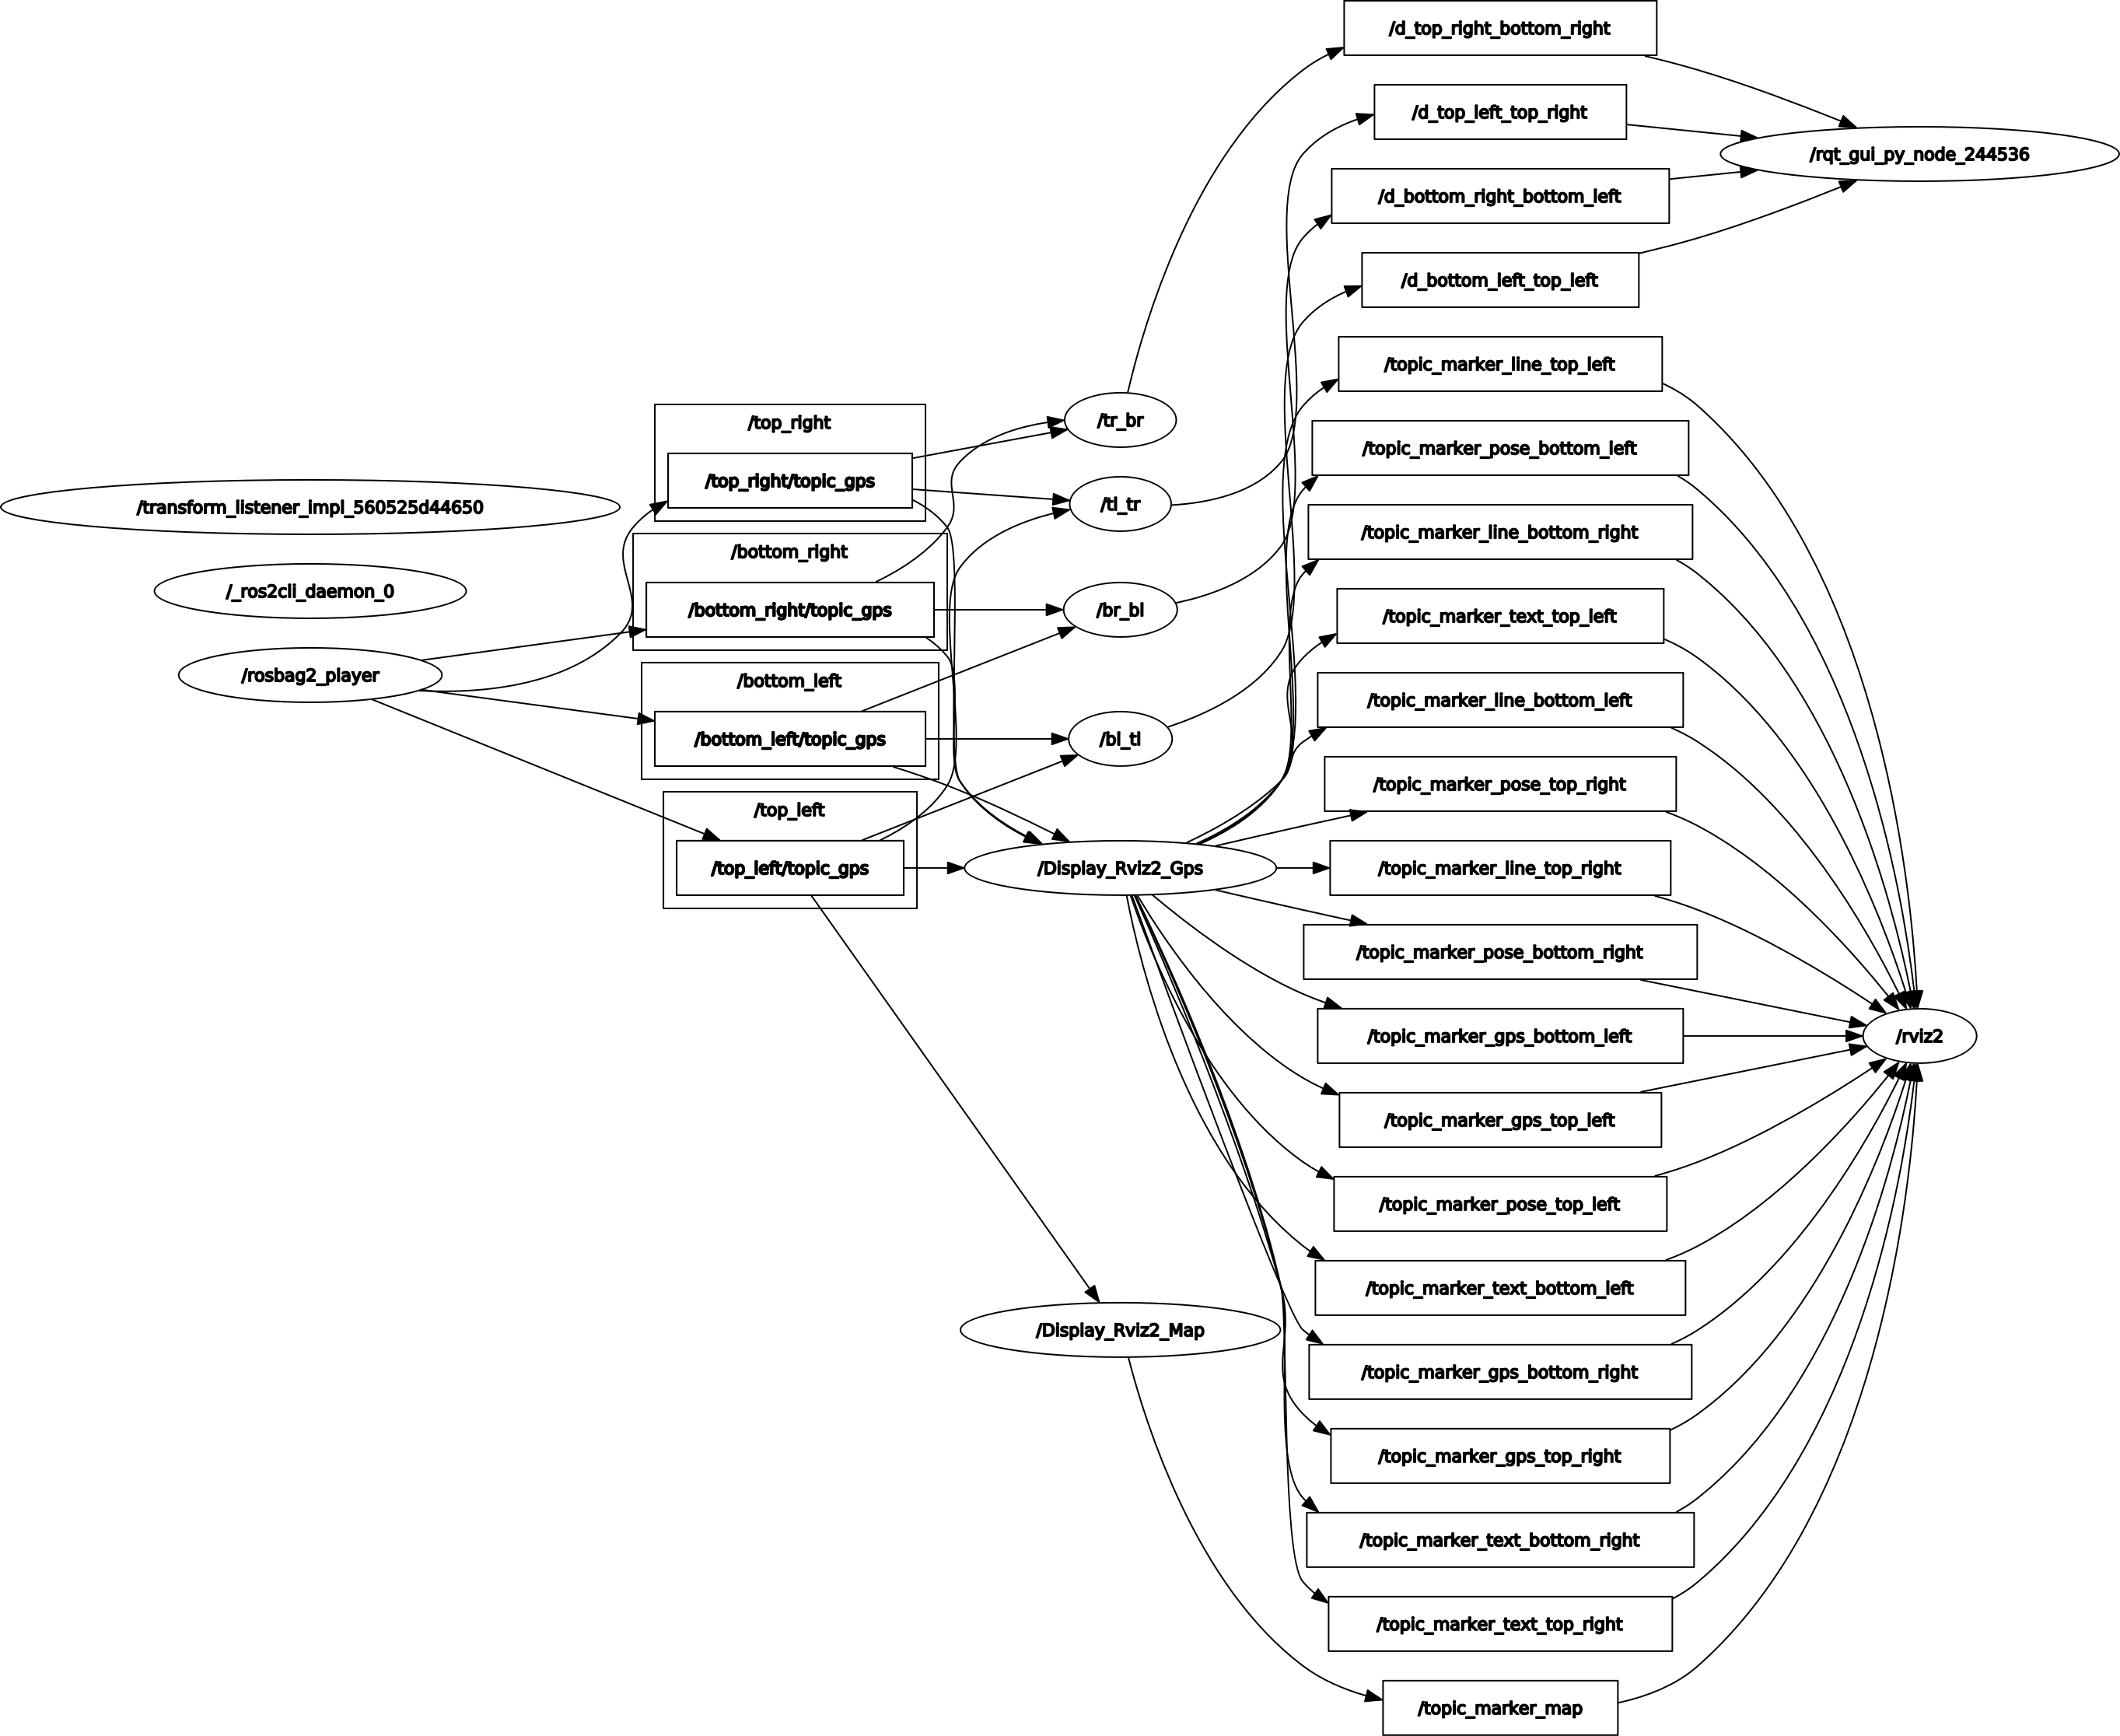 /transform_listener_impl_560525d44650
/_ros2cli_daemon_0
/rosbag2_player
/top_right
/top_right/topic_gps
/bottom_right
/bottom_right/topic_gps
/bottom_left
/bottom_left/topic_gps
/top_left
/top_left/topic_gps
/tr_br
/tl_tr
/br_bl
/bl_tl
/Display_Rviz2_Gps
/Display_Rviz2_Map
/d_top_right_bottom_right
/d_top_left_top_right
/d_bottom_right_bottom_left
/d_bottom_left_top_left
/topic_marker_line_top_left
/topic_marker_pose_bottom_left
/topic_marker_line_bottom_right
/topic_marker_text_top_left
/topic_marker_line_bottom_left
/topic_marker_pose_top_right
/topic_marker_line_top_right
/topic_marker_pose_bottom_right
/topic_marker_gps_bottom_left
/topic_marker_gps_top_left
/topic_marker_pose_top_left
/topic_marker_text_bottom_left
/topic_marker_gps_bottom_right
/topic_marker_gps_top_right
/topic_marker_text_bottom_right
/topic_marker_text_top_right
/topic_marker_map
/rqt_gui_py_node_244536
/rviz2